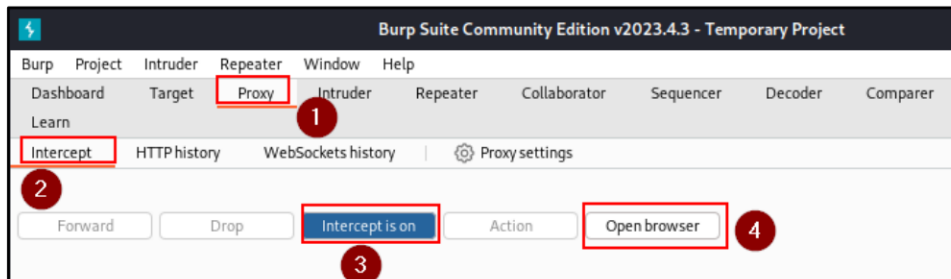 Burp Suite Community Edition v2023.4.3 - Temporary Project
Burp Project Intruder Repeater Window Help
Dashboard Target Proxy Intruder Repeater Collaborator Sequencer Decoder Comparer
1
Learn
Intercept HTTP history WebSockets history Proxy settings
2
Forward Drop Intercept is on Action Open browser 4
3